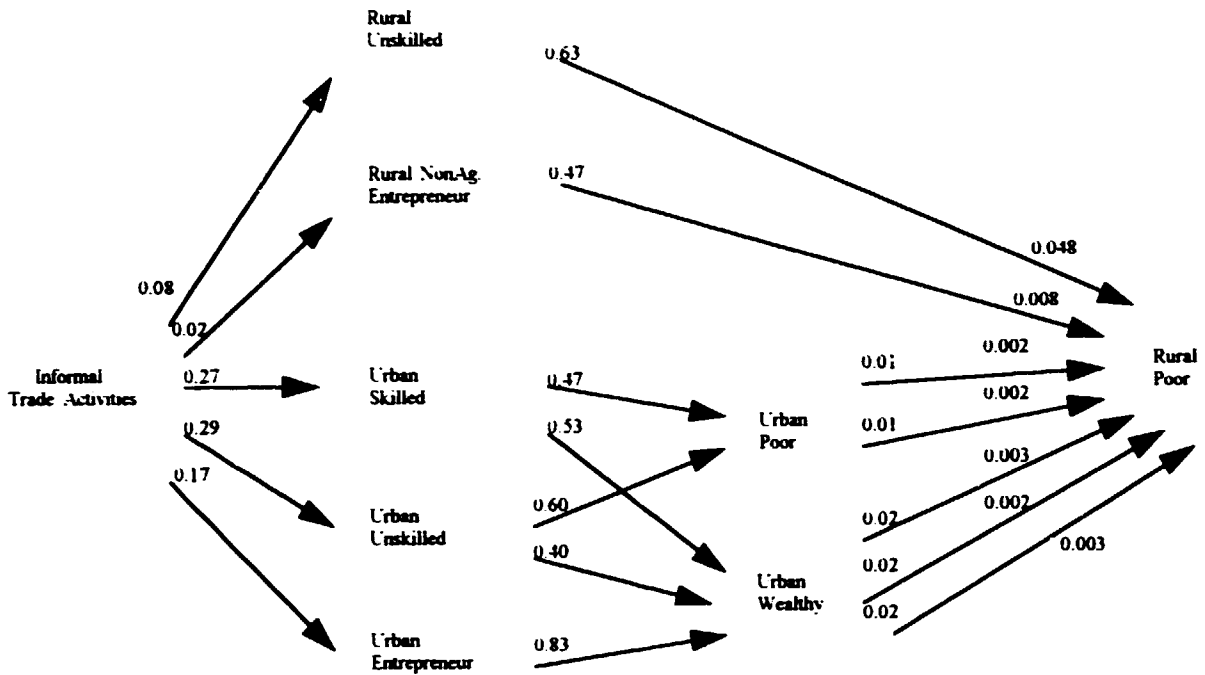 Rural
Unskilled
0.63
Rural NonAg.
Entrepreneur
0.47
0.048
0.008
0.08
0.02
Informal
Trade Activities
0.27
0.29
0.17
Urban
Skilled
0.47
0.53
Urban
Poor
0.01
0.002
0.01
0.002
Rural
Poor
Urban
Unskilled
0.60
0.40
0.003
0.02
0.002
0.02
0.003
0.02
Urban
Wealthy
Urban
Entrepreneur
0.83